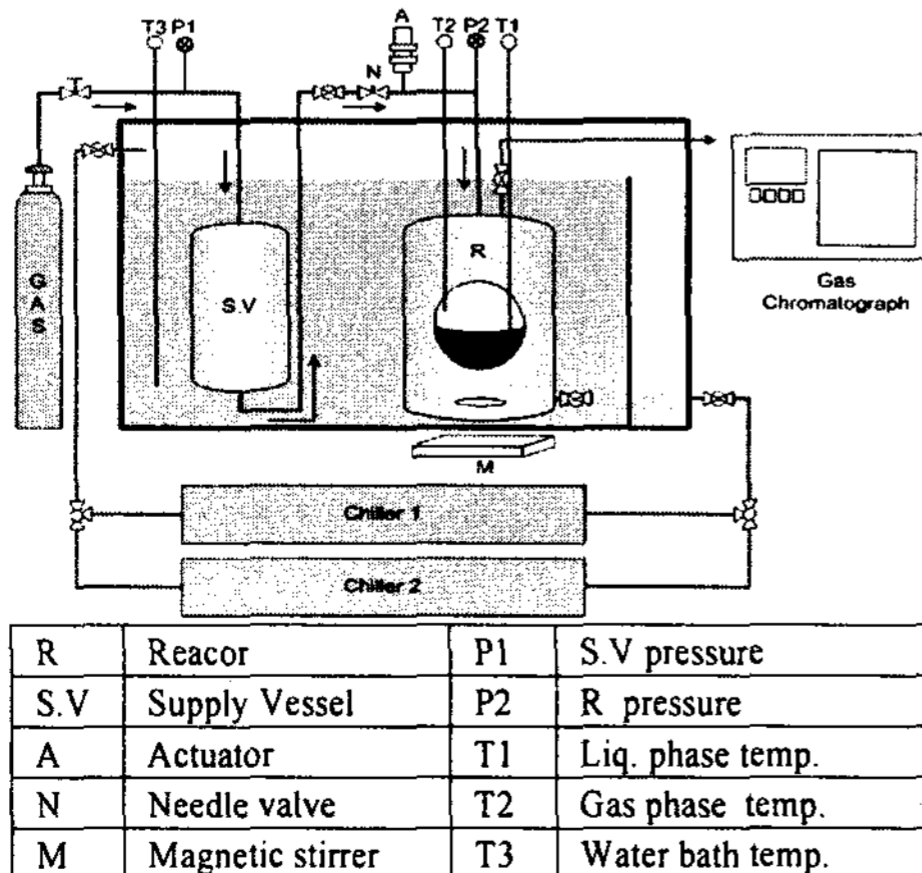 A
T3 P1
T2 P2 T1
N
T
GAS
S.V
R
Gas
Chromatograph
M
Chiller 1
Chiller 2
R Reacor P1 S.V pressure
S.V Supply Vessel P2 R pressure
A Actuator T1 Liq. phase temp.
N Needle valve T2 Gas phase temp.
M Magnetic stirrer T3 Water bath temp.